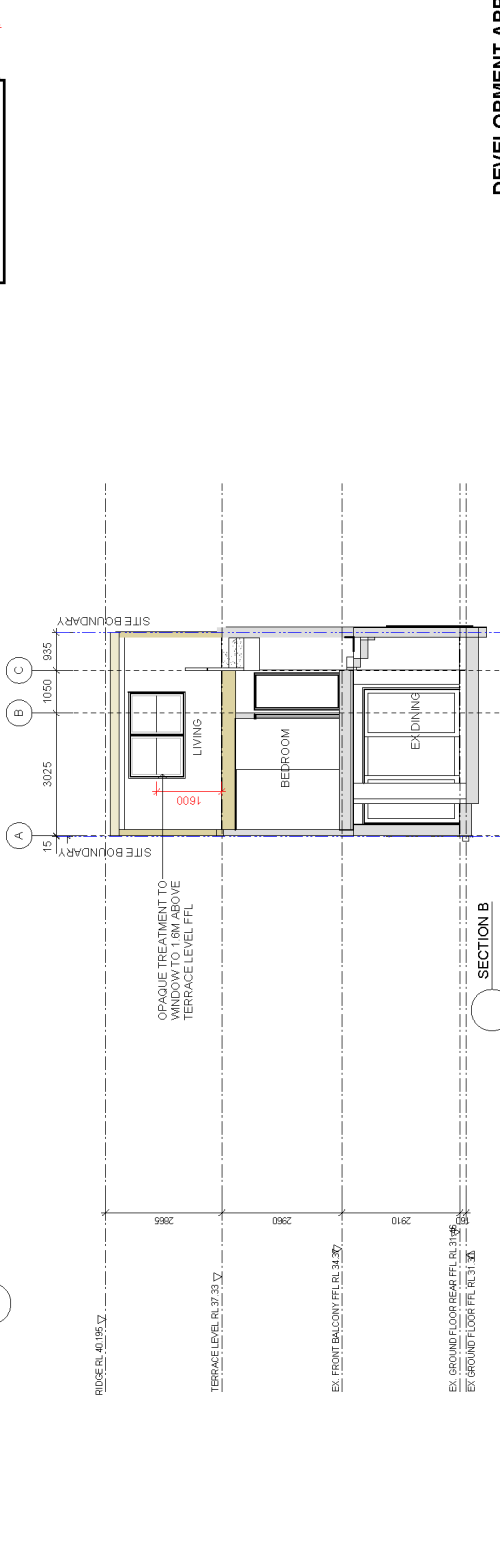 DEVELOPMENT
SITE BOUNDARY
935
C
1050
B
3025
A
15
SITE BOUNDARY
LIVING
1600
BEDROOM
EX DINING
OPAQUE TREATMENT TO
WINDOW TO 1.6M ABOVE
TERRACE LEVEL FFL
SECTION B
2865
2960
2910
RIDGE RL 40.195
TERRACE LEVEL RL 37.33
EX. FRONT BALCONY FFL RL 34.37
EX. GROUND FLOOR REAR FFL RL 31.46
EX GROUND FLOOR FFL RL 31.